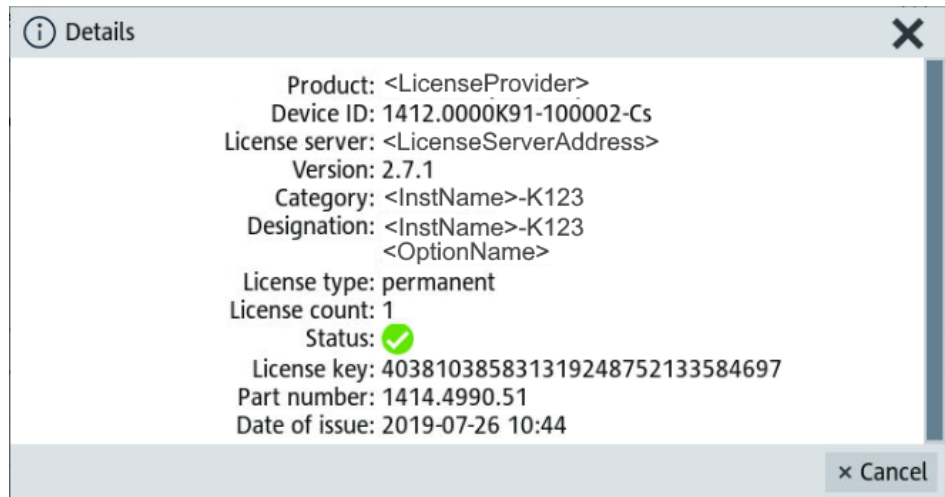 Details
Product: <LicenseProvider>
Device ID: 1412.0000K91-100002-Cs
License server: <LicenseServerAddress>
Version: 2.7.1
Category: <InstName>-K123
Designation: <InstName>-K123
<OptionName>
License type: permanent
License count: 1
Status:
License key: 403810385831319248752133584697
Part number: 1414.4990.51
Date of issue: 2019-07-26 10:44
× Cancel